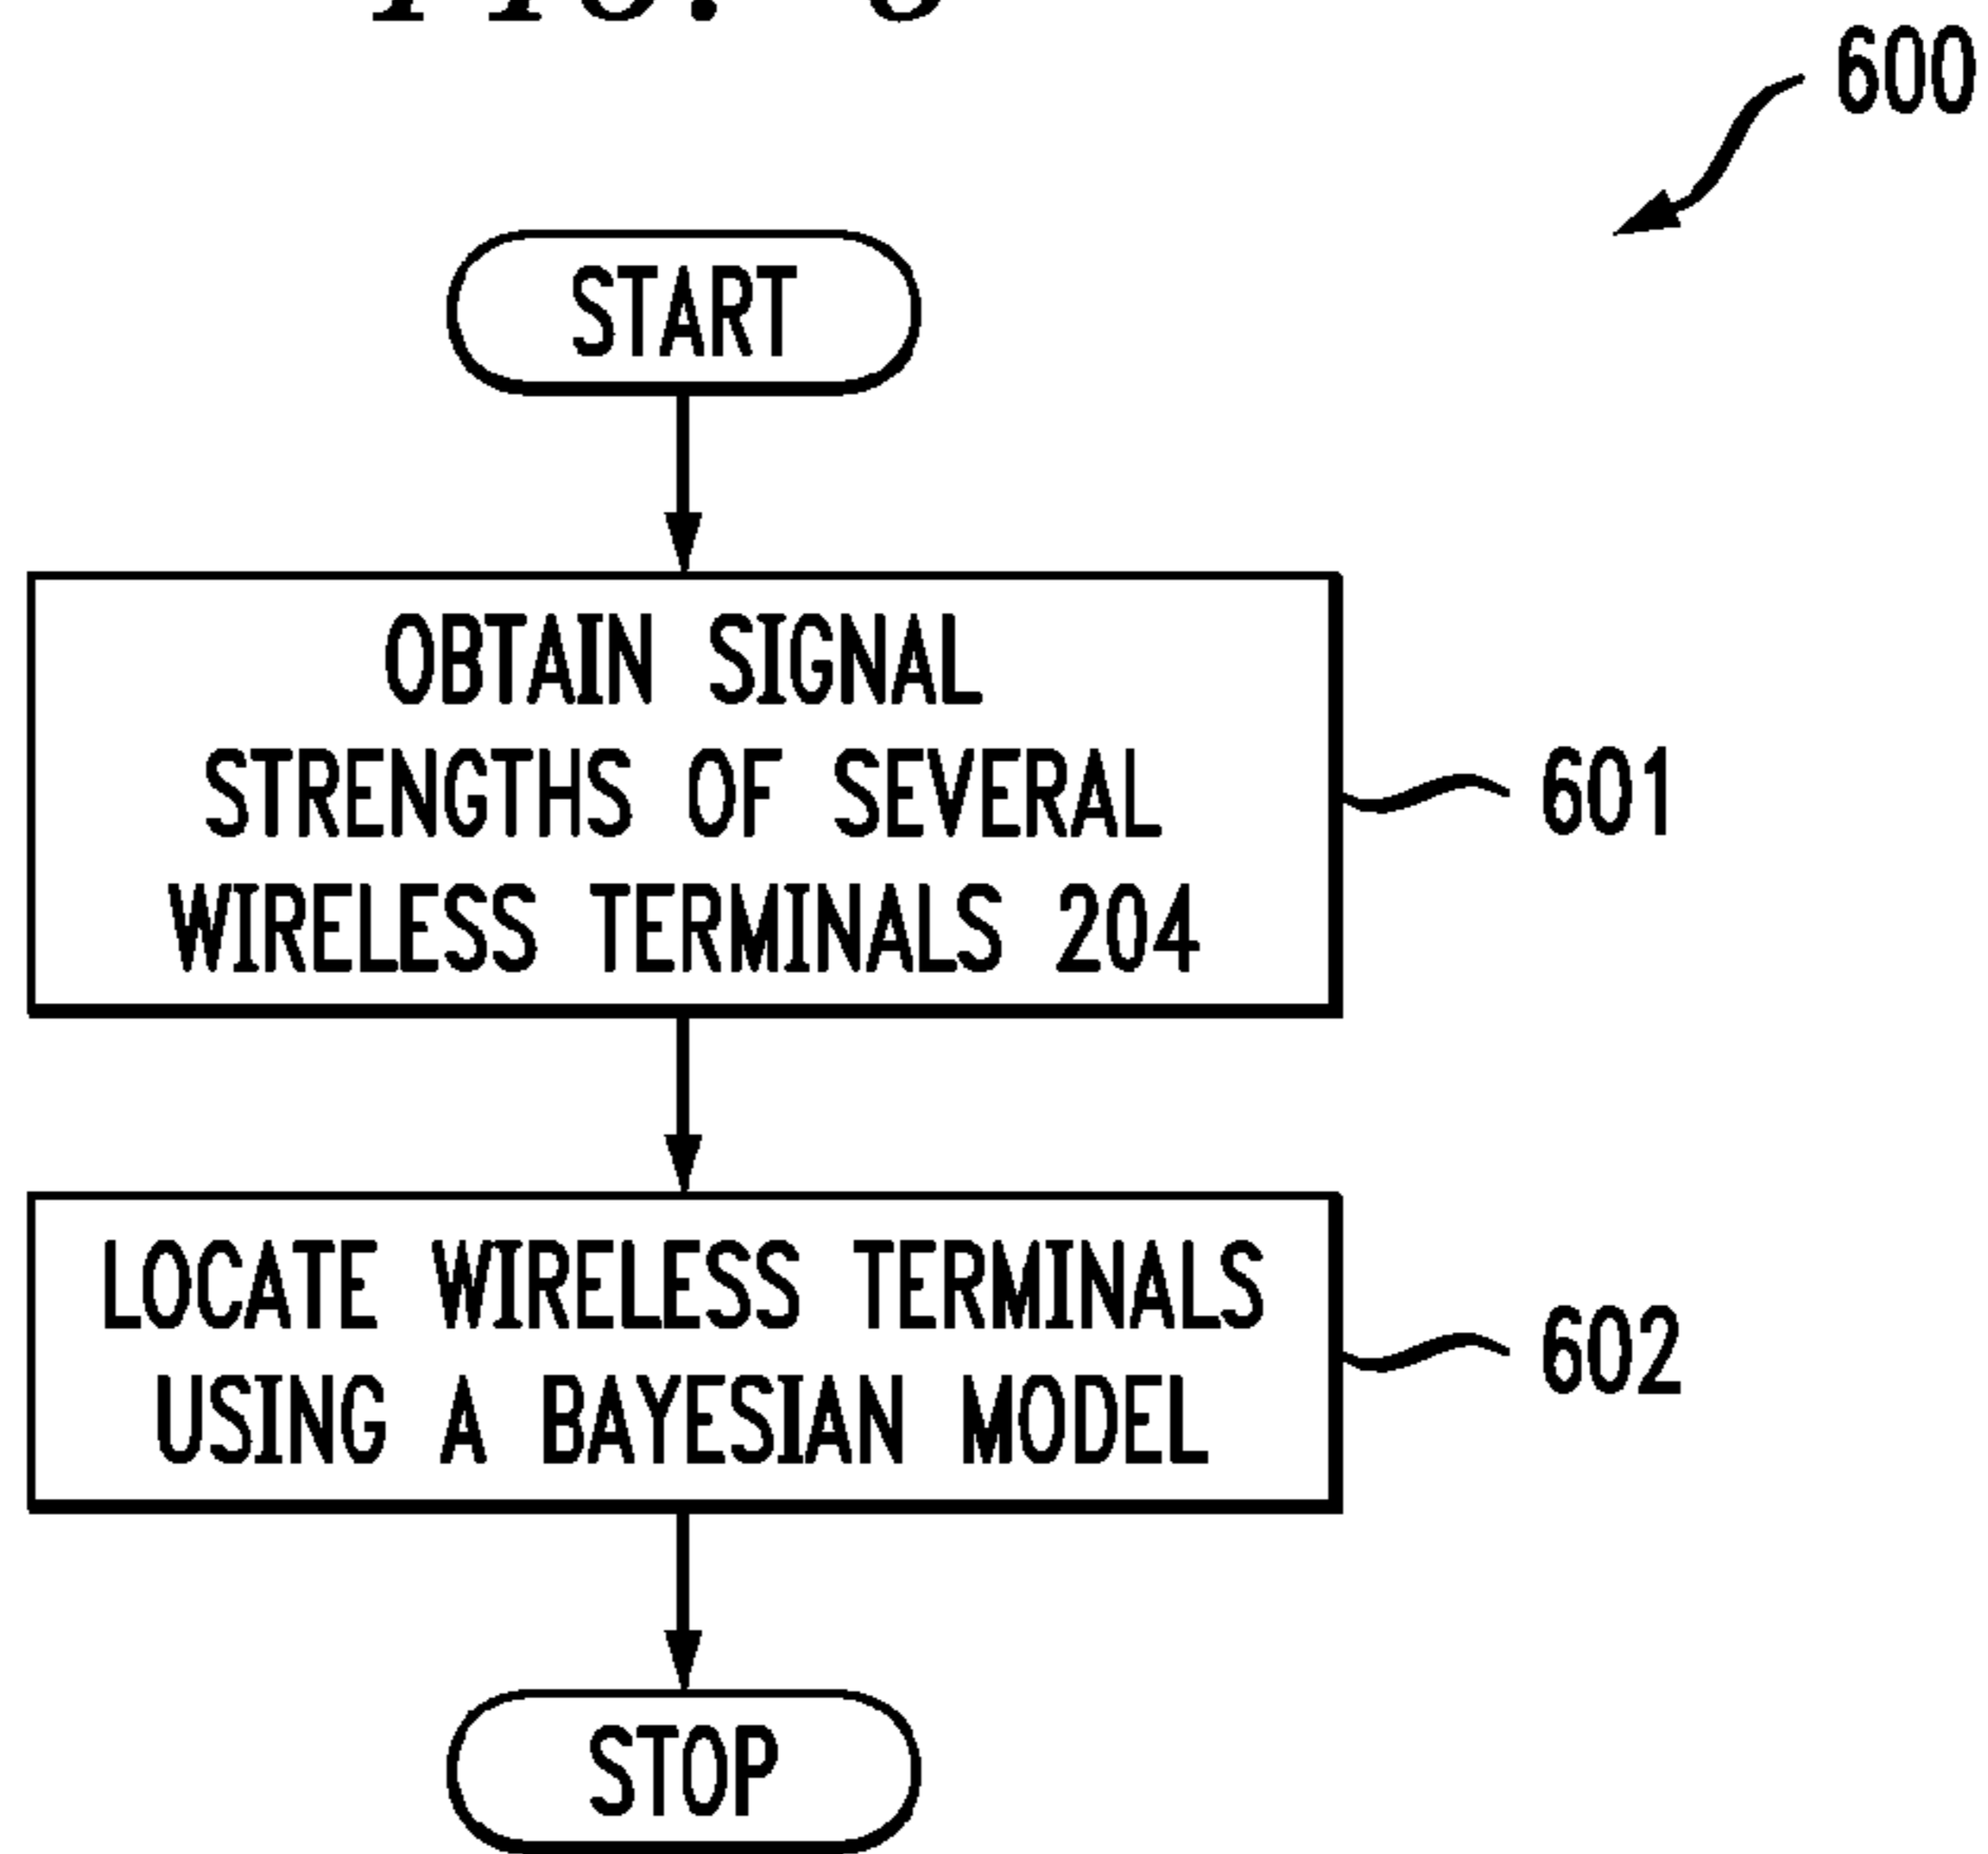 600
START
OBTAIN SIGNAL
STRENGTHS OF SEVERAL
WIRELESS TERMINALS 204
601
LOCATE WIRELESS TERMINALS
USING A BAYESIAN MODEL
602
STOP